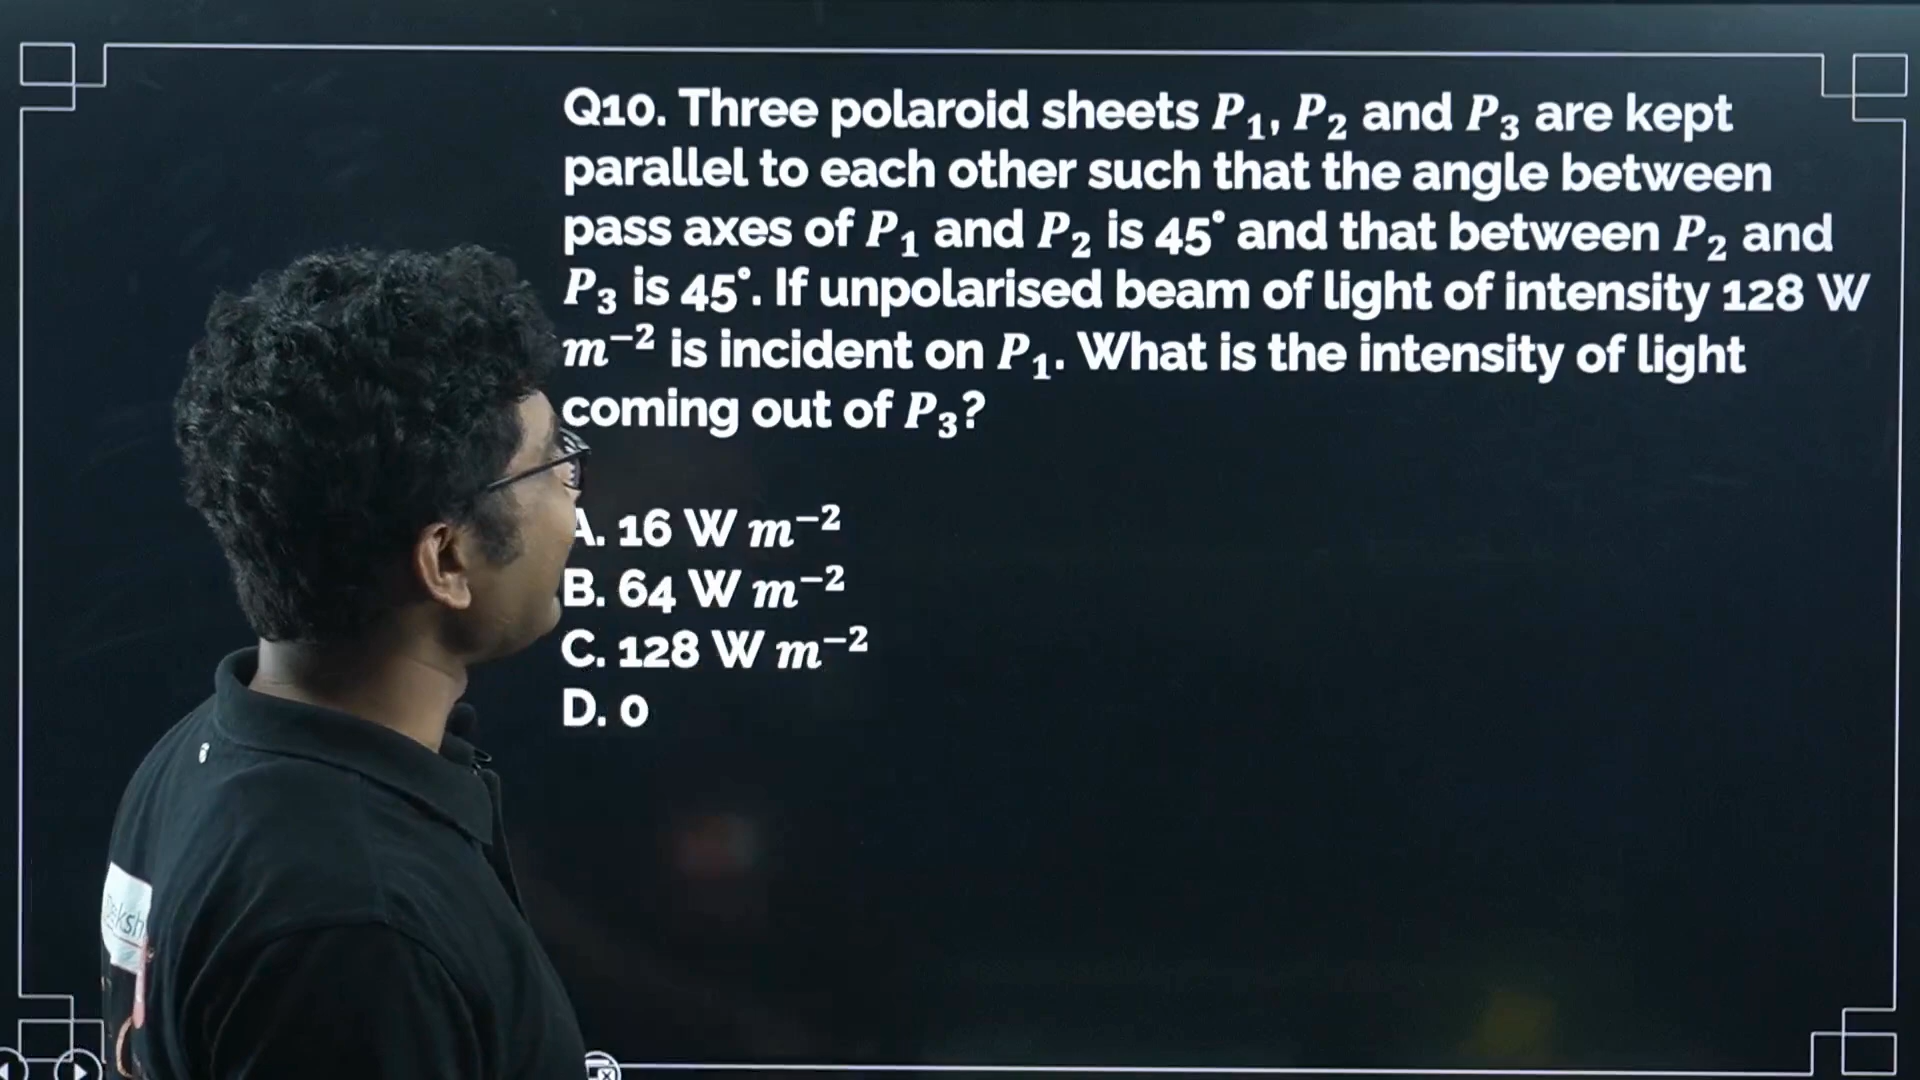 Q10. Three polaroid sheets P₁, P₂ and P₃ are kept
parallel to each other such that the angle between
pass axes of P₁ and P₂ is 45° and that between P₂ and
P₃ is 45°. If unpolarised beam of light of intensity 128 W
m⁻² is incident on P₁. What is the intensity of light
coming out of P₃?
A. 16 W m⁻²
B. 64 W m⁻²
C. 128 W m⁻²
D. 0